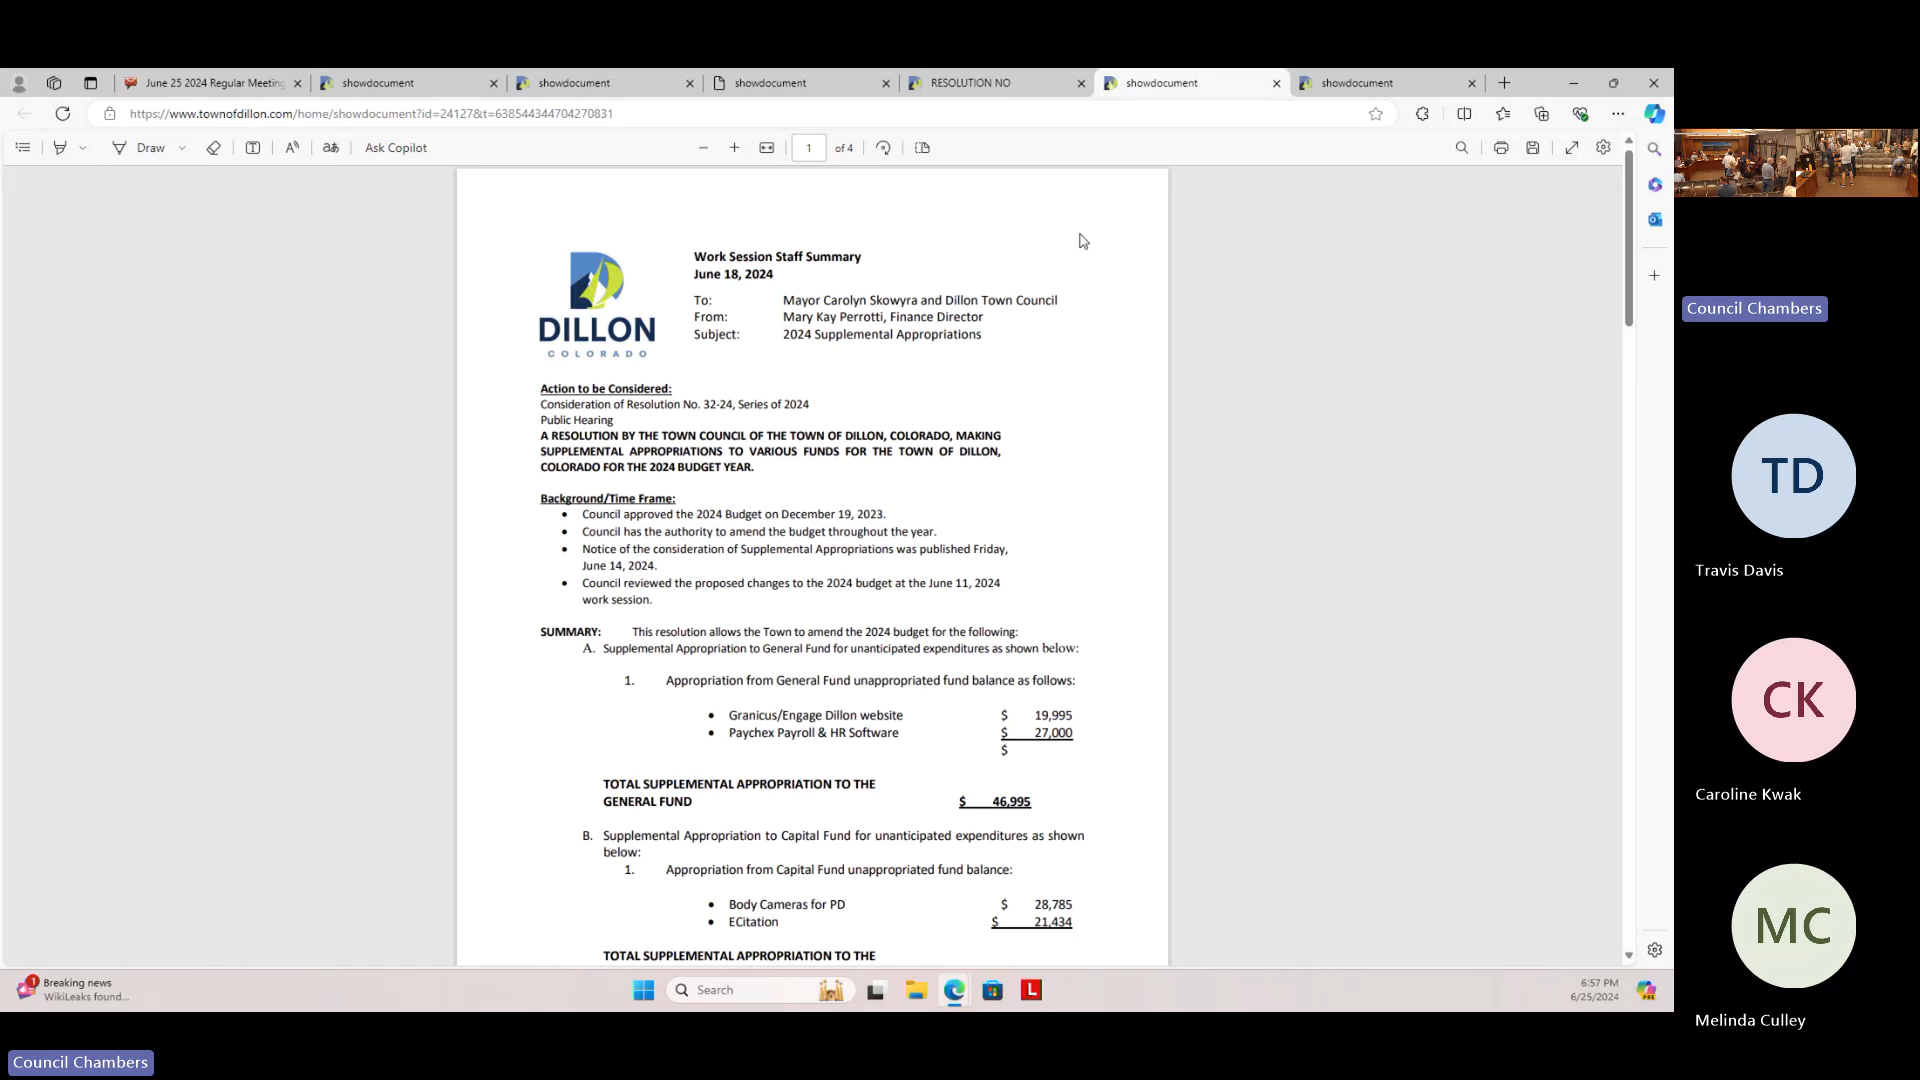 June 25 2024 Regular Meeting
showdocument
showdocument
showdocument
RESOLUTION NO
showdocument
showdocument
https://www.townofdillon.com/home/showdocument?id=24127&t=638544344704270831
Draw
Ask Copilot
1
of 4
DILLON
COLORADO
Work Session Staff Summary
June 18, 2024
To: Mayor Carolyn Skowyra and Dillon Town Council
From: Mary Kay Perrotti, Finance Director
Subject: 2024 Supplemental Appropriations
Action to be Considered:
Consideration of Resolution No. 32-24, Series of 2024
Public Hearing
A RESOLUTION BY THE TOWN COUNCIL OF THE TOWN OF DILLON, COLORADO, MAKING
SUPPLEMENTAL APPROPRIATIONS TO VARIOUS FUNDS FOR THE TOWN OF DILLON,
COLORADO FOR THE 2024 BUDGET YEAR.
Background/Time Frame:
• Council approved the 2024 Budget on December 19, 2023.
• Council has the authority to amend the budget throughout the year.
• Notice of the consideration of Supplemental Appropriations was published Friday,
June 14, 2024.
• Council reviewed the proposed changes to the 2024 budget at the June 11, 2024
work session.
SUMMARY: This resolution allows the Town to amend the 2024 budget for the following:
A. Supplemental Appropriation to General Fund for unanticipated expenditures as shown below:
1. Appropriation from General Fund unappropriated fund balance as follows:
• Granicus/Engage Dillon website $ 19,995
• Paychex Payroll & HR Software $ 27,000
$
TOTAL SUPPLEMENTAL APPROPRIATION TO THE
GENERAL FUND $ 46,995
B. Supplemental Appropriation to Capital Fund for unanticipated expenditures as shown
below:
1. Appropriation from Capital Fund unappropriated fund balance:
• Body Cameras for PD $ 28,785
• ECitation $ 21,434
TOTAL SUPPLEMENTAL APPROPRIATION TO THE
1
Breaking news
WikiLeaks found...
Search
L
6:57 PM
6/25/2024
PRE
Council Chambers
TD
Travis Davis
CK
Caroline Kwak
MC
Melinda Culley
Council Chambers